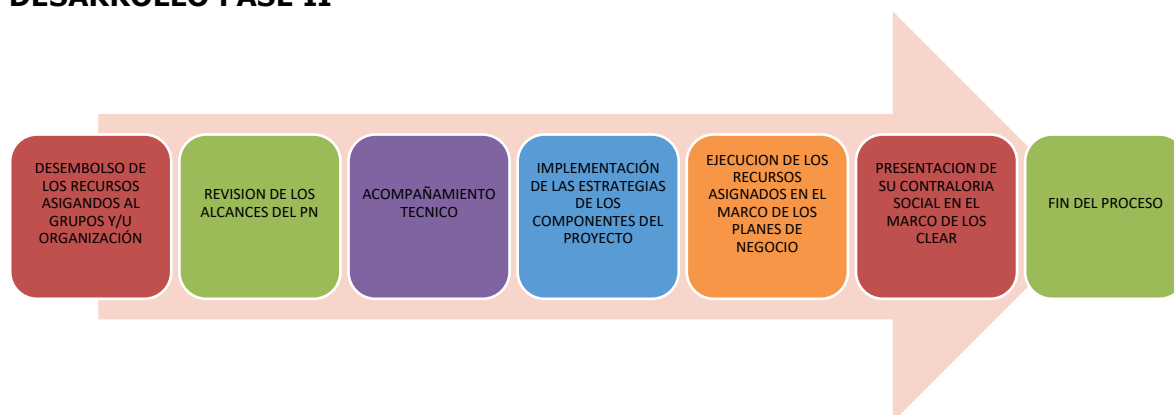 DESARROLLO FASE II
DESEMBOLSO DE
LOS RECURSOS
ASIGANDOS AL
GRUPOS Y/U
ORGANIZACIÓN
REVISION DE LOS
ALCANCES DEL PN
ACOMPAÑAMIENTO
TECNICO
IMPLEMENTACIÓN
DE LAS ESTRATEGIAS
DE LOS
COMPONENTES DEL
PROYECTO
EJECUCION DE LOS
RECURSOS
ASIGNADOS EN EL
MARCO DE LOS
PLANES DE
NEGOCIO
PRESENTACION DE
SU CONTRALORIA
SOCIAL EN EL
MARCO DE LOS
CLEAR
FIN DEL PROCESO